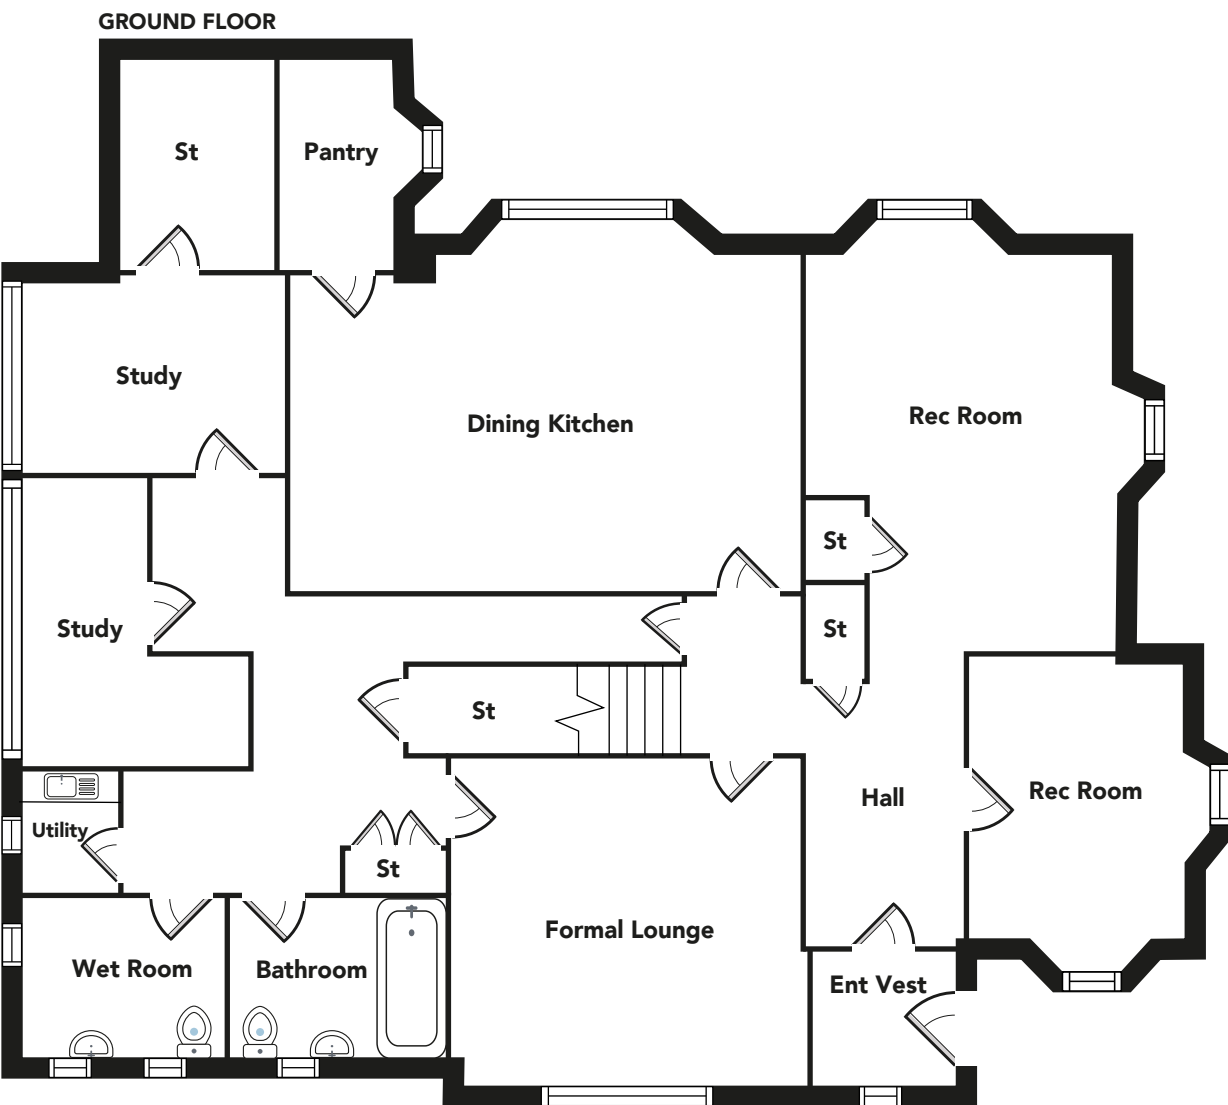 GROUND FLOOR
St
Pantry
Study
Dining Kitchen
Rec Room
St
Study
St
St
Hall
Rec Room
Utility
St
Formal Lounge
Wet Room
Bathroom
Ent Vest